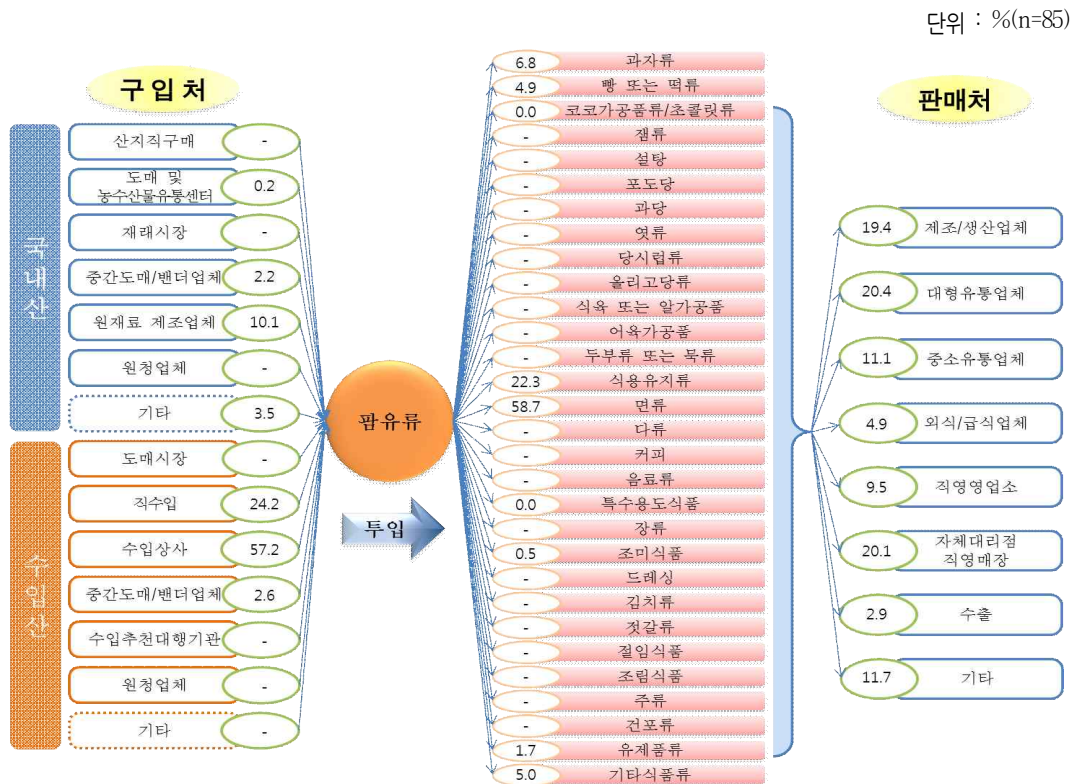 단위 : %(n=85)
구입처
국내산
산지직구매 -
도매 및
농수산물유통센터 0.2
재래시장 -
중간도매/밴더업체 2.2
원재료 제조업체 10.1
원청업체 -
기타 3.5
수입산
도매시장 -
직수입 24.2
수입상사 57.2
중간도매/밴더업체 2.6
수입추천대행기관 -
원청업체 -
기타 -
팜유류
투입
6.8 과자류
4.9 빵 또는 떡류
0.0 코코가공품류/초콜릿류
- 잼류
- 설탕
- 포도당
- 과당
- 엿류
- 당시럽류
- 올리고당류
- 식육 또는 알가공품
- 어육가공품
- 두부류 또는 묵류
22.3 식용유지류
58.7 면류
- 다류
- 커피
- 음료류
0.0 특수용도식품
- 장류
0.5 조미식품
- 드레싱
- 김치류
- 젓갈류
- 절임식품
- 조림식품
- 주류
- 건포류
1.7 유제품류
5.0 기타식품류
판매처
19.4 제조/생산업체
20.4 대형유통업체
11.1 중소유통업체
4.9 외식/급식업체
9.5 직영영업소
20.1 자체대리점
직영매장
2.9 수출
11.7 기타